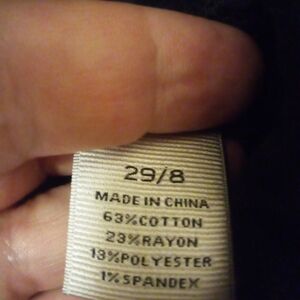 29/8
MADE IN CHINA
63%COTTON
23%RAYON
13%POLYESTER
1%SPANDEX